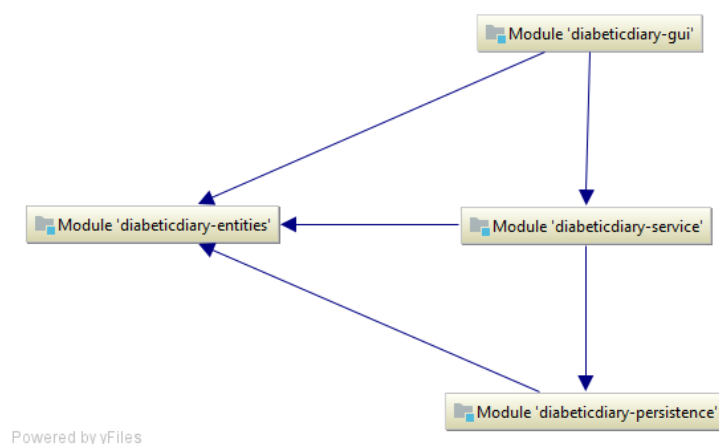 Module 'diabeticdiary-gui'
Module 'diabeticdiary-entities'
Module 'diabeticdiary-service'
Module 'diabeticdiary-persistence'
Powered by yFiles